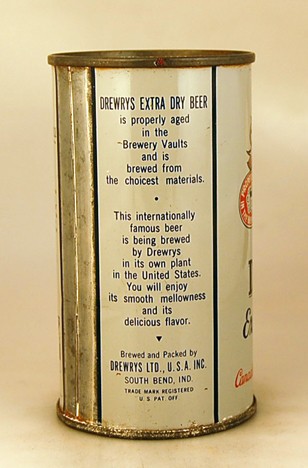 DREWRYS EXTRA DRY BEER
is properly aged
in the
Brewery Vaults
and is
brewed from
the choicest materials.
•
This internationally
famous beer
is being brewed
by Drewrys
in its own plant
in the United States.
You will enjoy
its smooth mellowness
and its
delicious flavor.
▼
Brewed and Packed by
DREWRYS LTD., U.S.A. INC.
SOUTH BEND, IND.
TRADE MARK REGISTERED
U S PAT. OFF